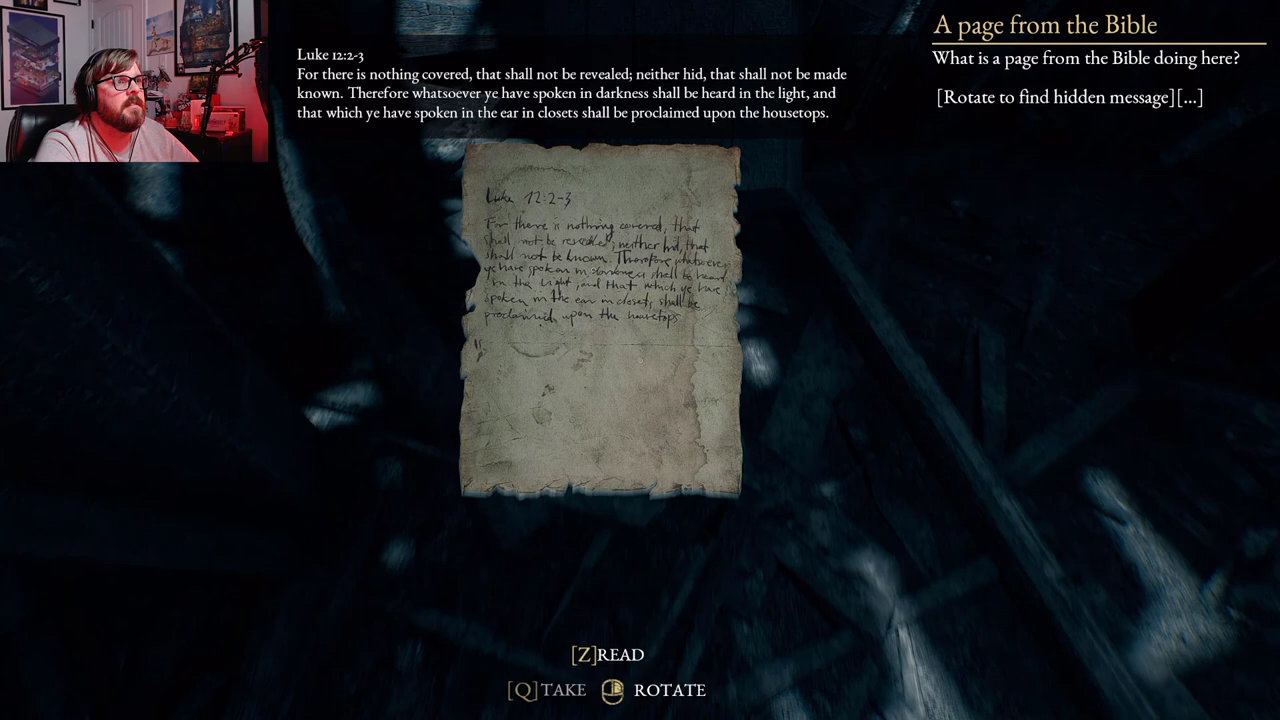 A page from the Bible
What is a page from the Bible doing here?
[Rotate to find hidden message][...]
Luke 12:2-3
For there is nothing covered, that shall not be revealed; neither hid, that shall not be made
known. Therefore whatsoever ye have spoken in darkness shall be heard in the light, and
that which ye have spoken in the ear in closets shall be proclaimed upon the housetops.
Luke 12:2-3
For there is nothing covered, that
shall not be revealed, neither hid, that
shall not be known. Therefore whatsoever
ye have spoken in darkness shall be heard
in the light, and that which ye have
spoken in the ear in closets, shall be
proclaimed upon the housetops
[Z]READ
[Q]TAKE ROTATE